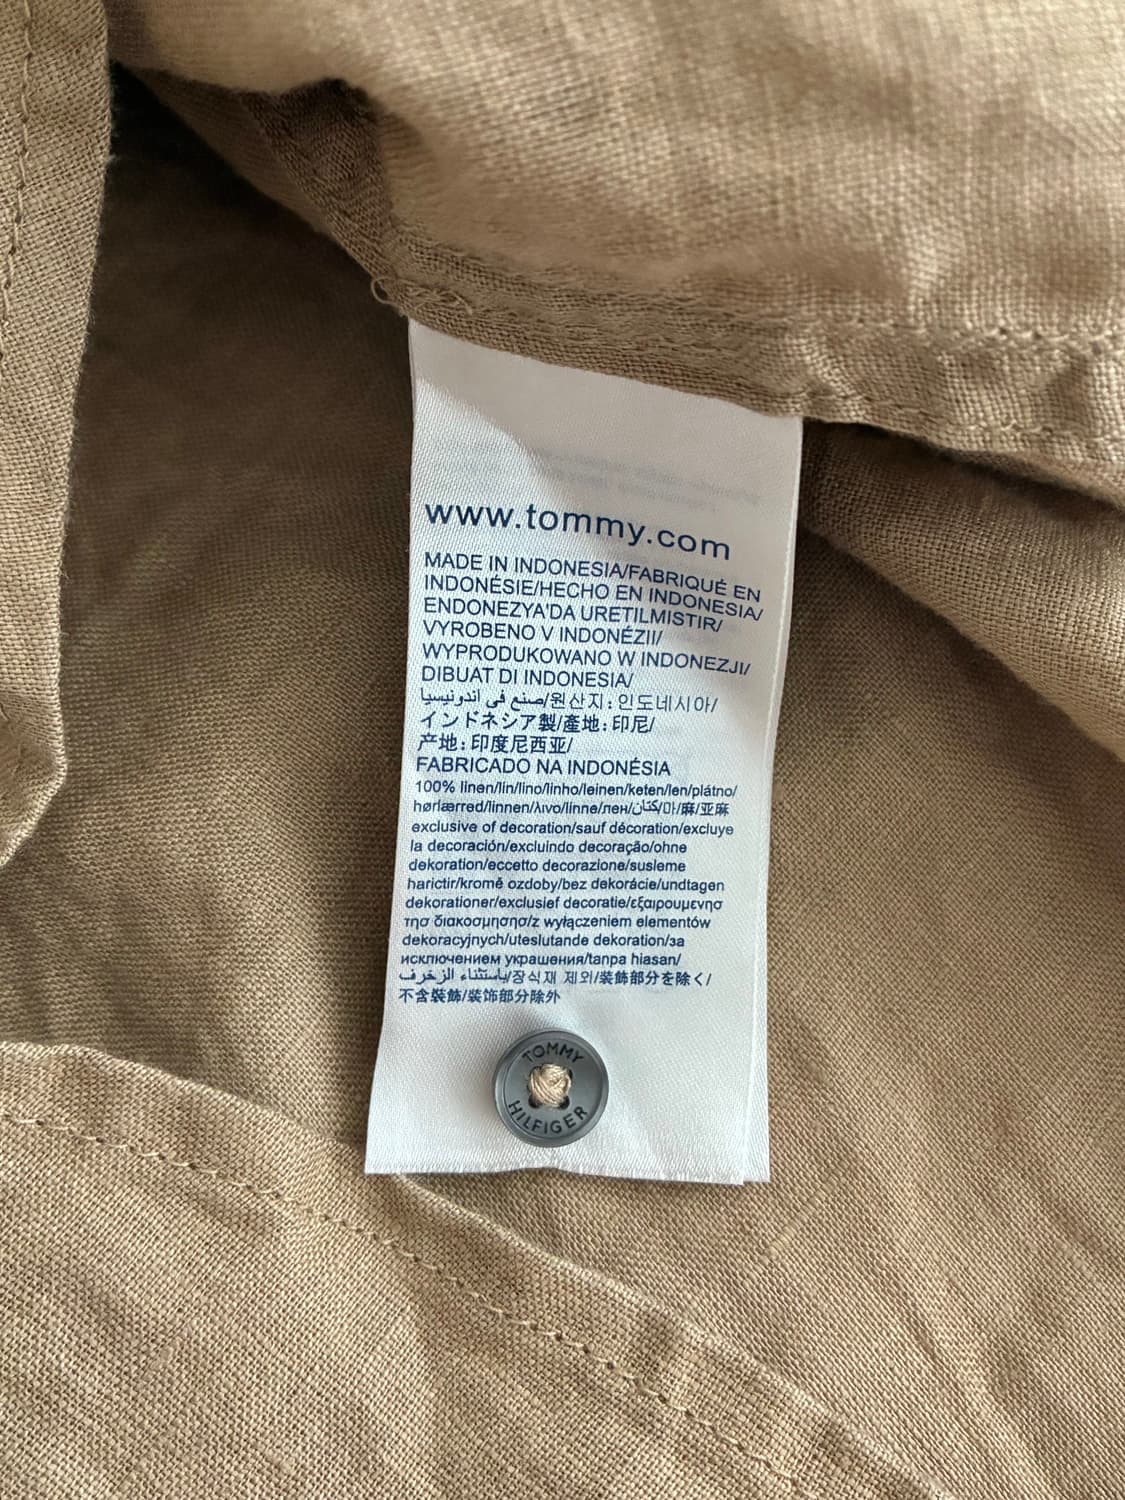 www.tommy.com
MADE IN INDONESIA/FABRIQUÉ EN
INDONÉSIE/HECHO EN INDONESIA/
ENDONEZYA'DA URETILMISTIR/
VYROBENO V INDONÉZII/
WYPRODUKOWANO W INDONEZJI/
DIBUAT DI INDONESIA/
صنع في اندونيسيا/원산지: 인도네시아/
インドネシア製/產地: 印尼/
产地: 印度尼西亚/
FABRICADO NA INDONÉSIA
100% linen/lin/lino/linho/leinen/keten/len/plátno/
hørlærred/linnen/λινο/linne/лен/كتان/마/麻/亚麻
exclusive of decoration/sauf décoration/excluye
la decoración/excluindo decoração/ohne
dekoration/eccetto decorazione/susleme
harictir/kromě ozdoby/bez dekorácie/undtagen
dekorationer/exclusief decoratie/εξαιρουμενησ
τησ διακοσμησησ/z wyłączeniem elementów
dekoracyjnych/uteslutande dekoration/за
исключением украшения/tanpa hiasan/
باستثناء الزخرف/장식재 제외/装飾部分を除く/
不含裝飾/装饰部分除外
TOMMY
HILFIGER